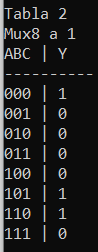 Tabla 2
Mux8 a 1
ABC | Y
----------
000 | 1
001 | 0
010 | 0
011 | 0
100 | 0
101 | 1
110 | 1
111 | 0